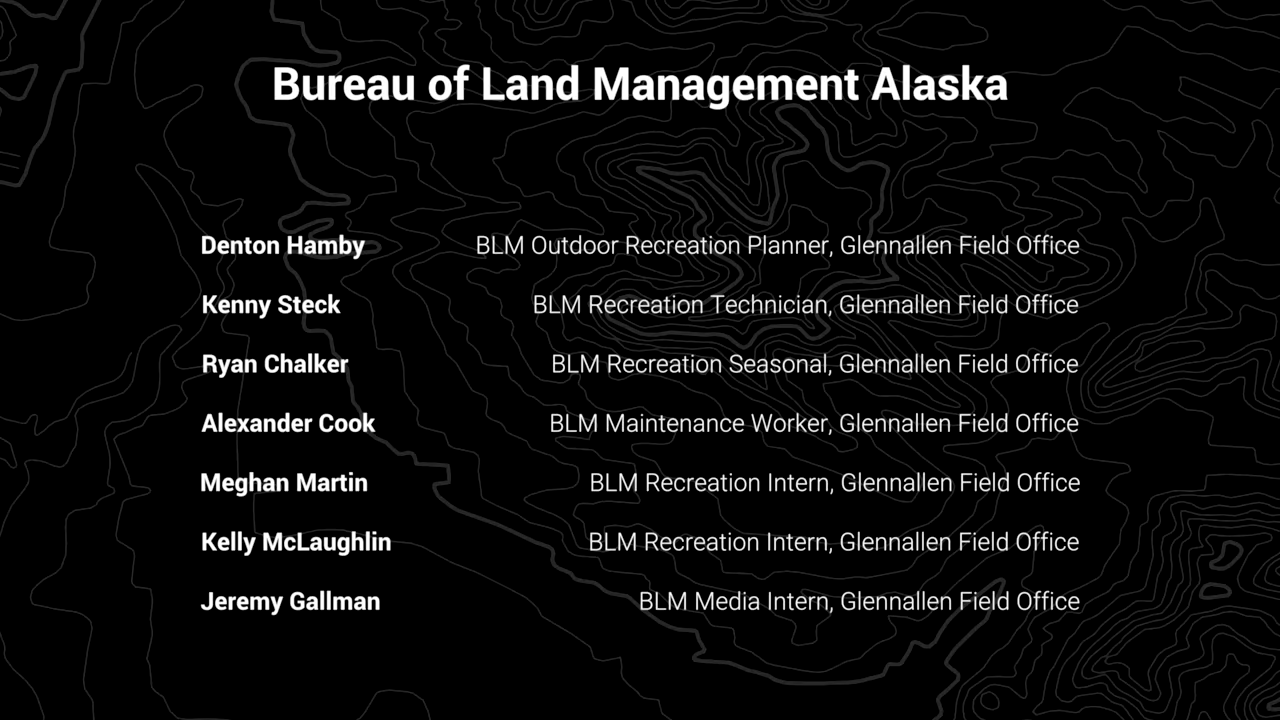 Bureau of Land Management Alaska
Denton Hamby BLM Outdoor Recreation Planner, Glennallen Field Office
Kenny Steck BLM Recreation Technician, Glennallen Field Office
Ryan Chalker BLM Recreation Seasonal, Glennallen Field Office
Alexander Cook BLM Maintenance Worker, Glennallen Field Office
Meghan Martin BLM Recreation Intern, Glennallen Field Office
Kelly McLaughlin BLM Recreation Intern, Glennallen Field Office
Jeremy Gallman BLM Media Intern, Glennallen Field Office